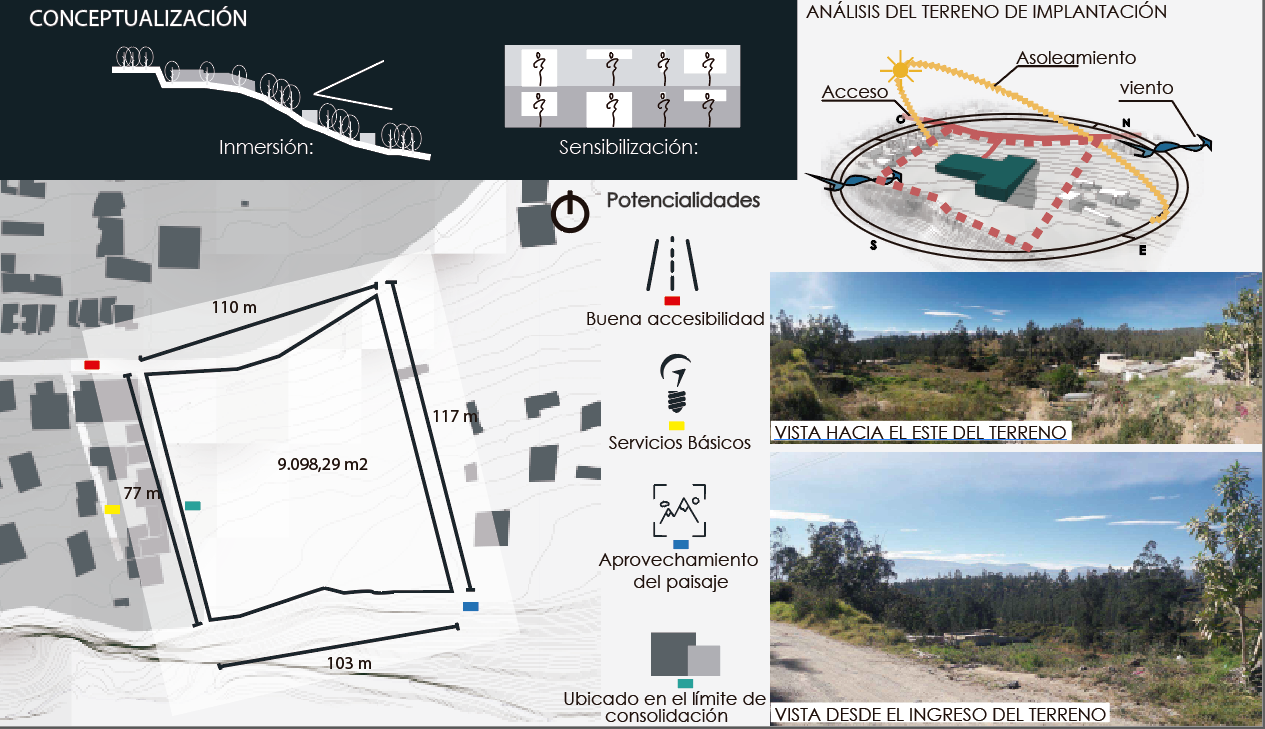 CONCEPTUALIZACIÓN
Inmersión:
Sensibilización:
ANÁLISIS DEL TERRENO DE IMPLANTACIÓN
Asoleamiento
viento
Acceso
O
N
S
E
110 m
117 m
9.098,29 m2
77 m
103 m
Potencialidades
Buena accesibilidad
Servicios Básicos
Aprovechamiento
del paisaje
Ubicado en el límite de
consolidación
VISTA HACIA EL ESTE DEL TERRENO
VISTA DESDE EL INGRESO DEL TERRENO